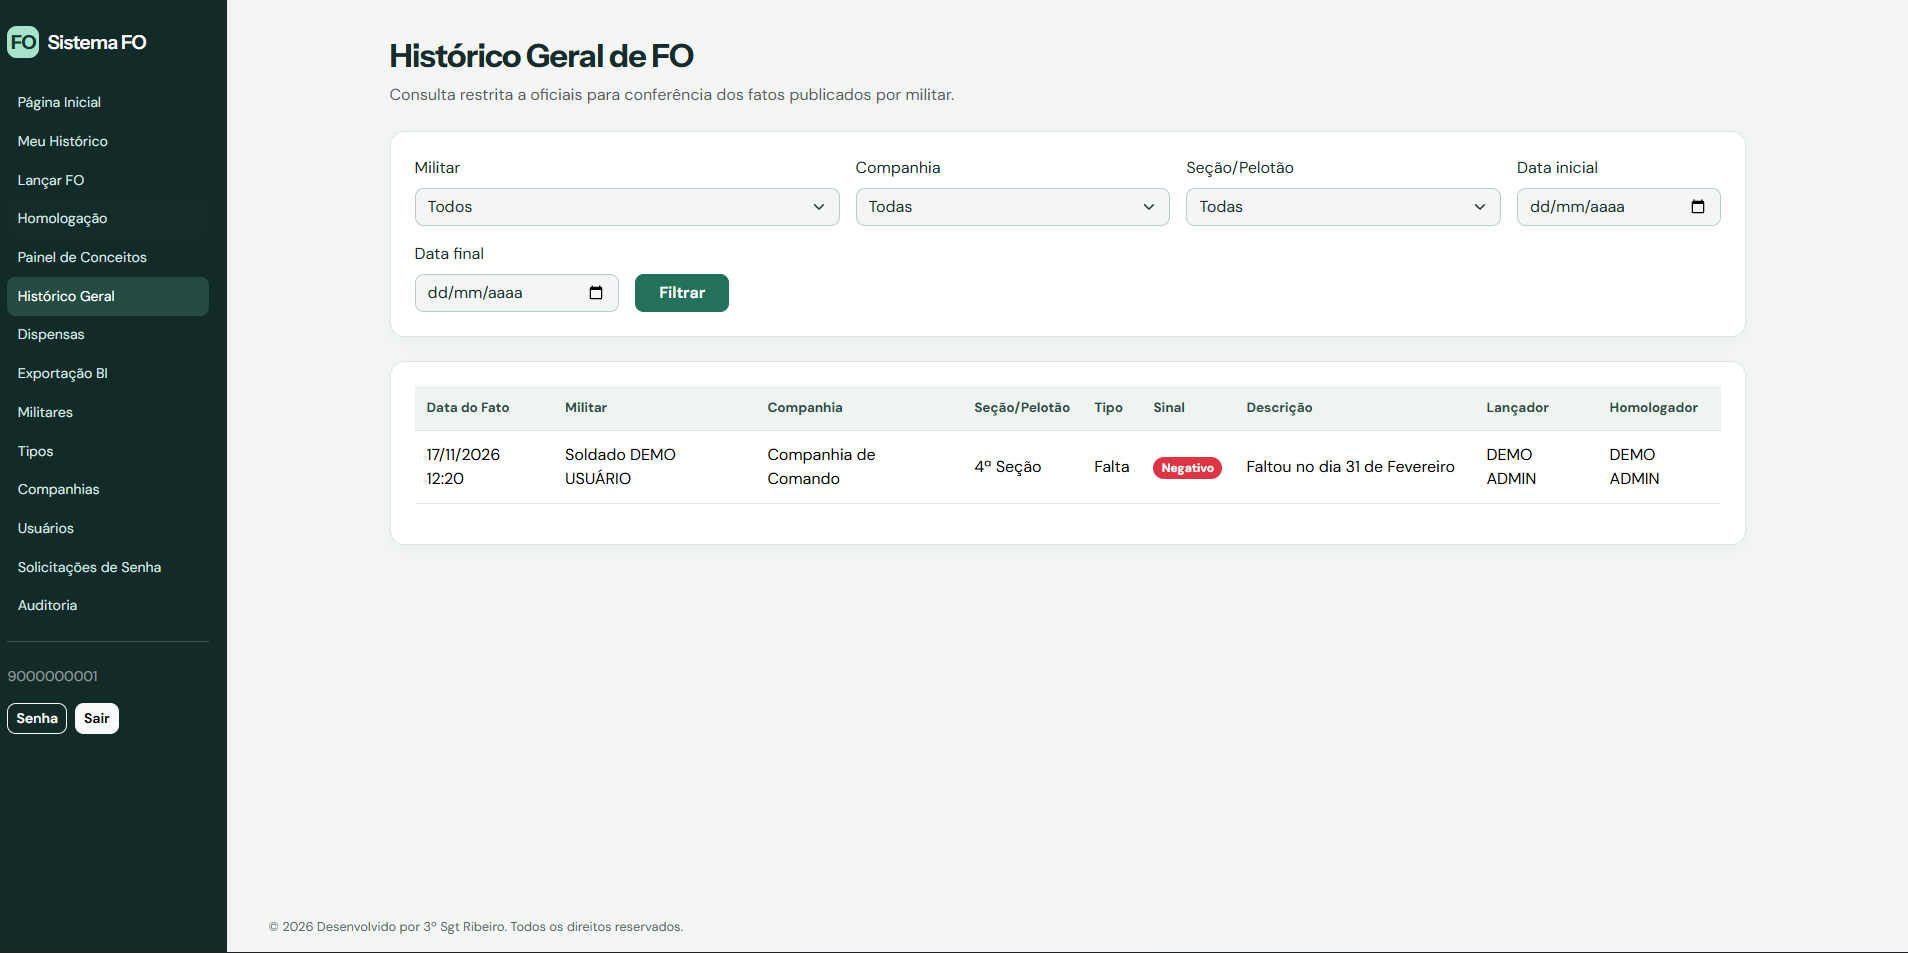 FO Sistema FO
Página Inicial
Meu Histórico
Lançar FO
Homologação
Painel de Conceitos
Histórico Geral
Dispensas
Exportação BI
Militares
Tipos
Companhias
Usuários
Solicitações de Senha
Auditoria
9000000001
Senha Sair
Histórico Geral de FO
Consulta restrita a oficiais para conferência dos fatos publicados por militar.
Militar Companhia Seção/Pelotão Data inicial
Todos Todas Todas dd/mm/aaaa
Data final
dd/mm/aaaa Filtrar
Data do Fato Militar Companhia Seção/Pelotão Tipo Sinal Descrição Lançador Homologador
17/11/2026 Soldado DEMO Companhia de DEMO DEMO
4ª Seção Falta Negativo Faltou no dia 31 de Fevereiro
12:20 USUÁRIO Comando ADMIN ADMIN
© 2026 Desenvolvido por 3º Sgt Ribeiro. Todos os direitos reservados.